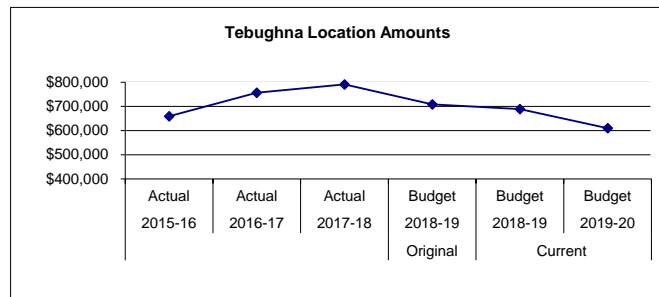 Tebughna Location Amounts
$800,000
$700,000
$600,000
$500,000
$400,000
Actual Actual Actual Budget Budget Budget
2015-16 2016-17 2017-18 2018-19 2018-19 2019-20
Original Current